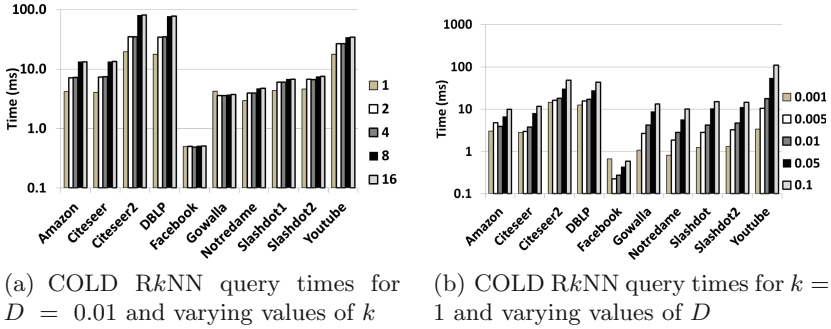 100.0
10.0
1.0
0.1
Time (ms)
Amazon
Citeseer
Citeseer2
DBLP
Facebook
Gowalla
Notredame
Slashdot1
Slashdot2
Youtube
1
2
4
8
16
(a) COLD RkNN query times for
D = 0.01 and varying values of k
1000
100
10
1
0.1
Time (ms)
Amazon
Citeseer
Citeseer2
DBLP
Facebook
Gowalla
Notredame
Slashdot
Slashdot2
Youtube
0.001
0.005
0.01
0.05
0.1
(b) COLD RkNN query times for k =
1 and varying values of D